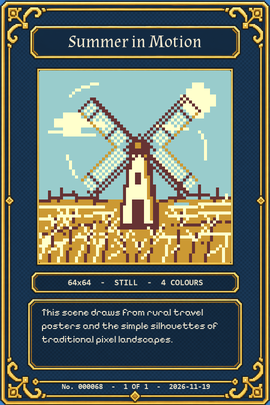 Summer in Motion
64x64 - STILL - 4 COLOURS
This scene draws from rural travel
posters and the simple silhouettes of
traditional pixel landscapes.
No. 000068 - 1 OF 1 - 2026-11-19